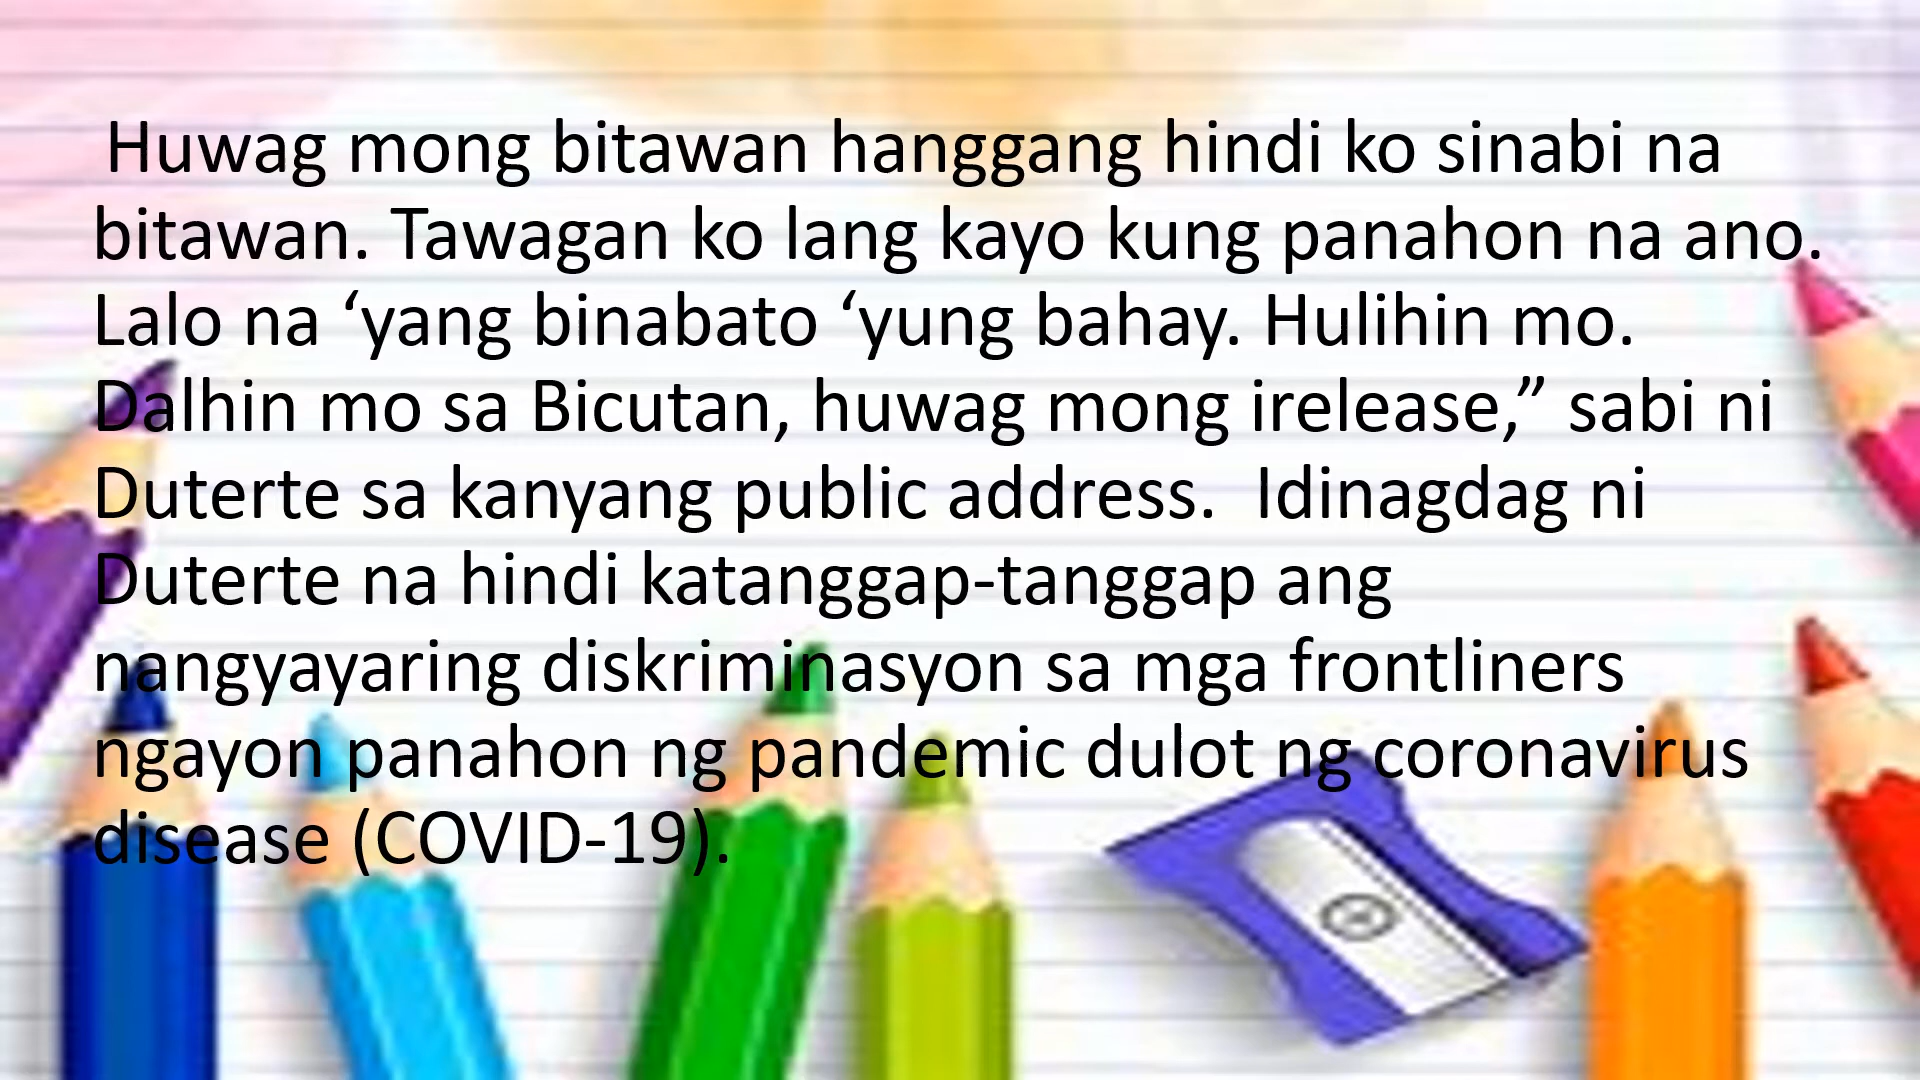 Huwag mong bitawan hanggang hindi ko sinabi na
bitawan. Tawagan ko lang kayo kung panahon na ano.
Lalo na ‘yang binabato ‘yung bahay. Hulihin mo.
Dalhin mo sa Bicutan, huwag mong irelease,” sabi ni
Duterte sa kanyang public address.  Idinagdag ni
Duterte na hindi katanggap-tanggap ang
nangyayaring diskriminasyon sa mga frontliners
ngayon panahon ng pandemic dulot ng coronavirus
disease (COVID-19).